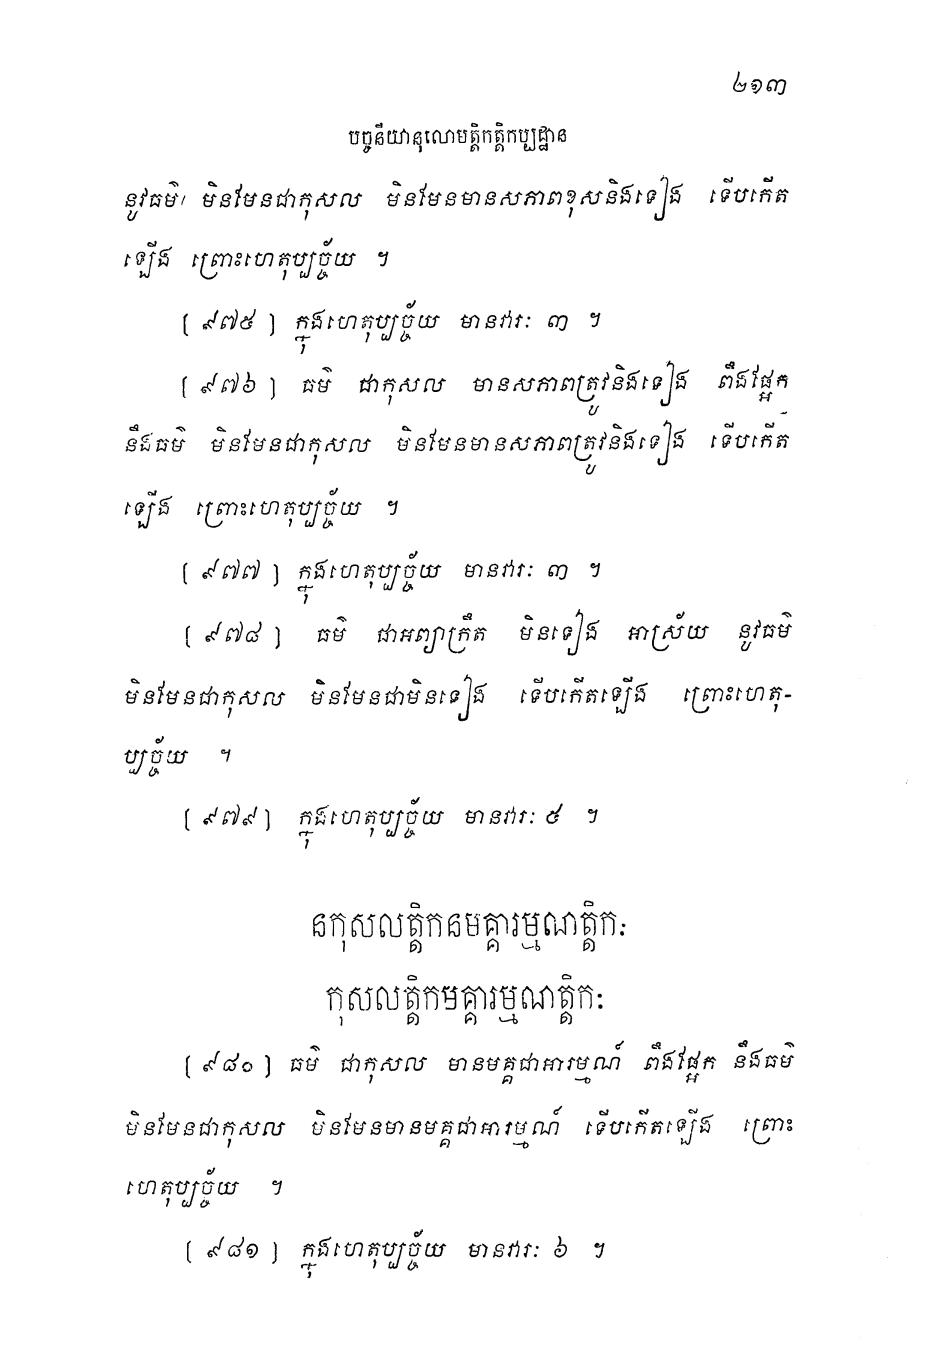 ២១៣
បច្ចនីយានុលោមត្តិកត្តិកប្បដ្ឋាន
នូវធម៌ មិនមែនជាកុសល មិនមែនមានសភាពខុសនិងទៀង ទើបកើត
ឡើង ព្រោះហេតុប្បច្ច័យ ។
[ ៩៧៥ ] ក្នុងហេតុប្បច្ច័យ មានវារៈ ៣ ។
[ ៩៧៦ ] ធម៌ ជាកុសល មានសភាពត្រូវនិងទៀង ពឹងផ្អែក
នឹងធម៌ មិនមែនជាកុសល មិនមែនមានសភាពត្រូវនិងទៀង ទើបកើត
ឡើង ព្រោះហេតុប្បច្ច័យ ។
[ ៩៧៧ ] ក្នុងហេតុប្បច្ច័យ មានវារៈ ៣ ។
[ ៩៧៨ ] ធម៌ ជាអព្យាក្រឹត មិនទៀង អាស្រ័យ នូវធម៌
មិនមែនជាកុសល មិនមែនជាមិនទៀង ទើបកើតឡើង ព្រោះហេតុ-
ប្បច្ច័យ ។
[ ៩៧៩ ] ក្នុងហេតុប្បច្ច័យ មានវារៈ ៥ ។
នកុសលត្តិកនមគ្គារម្មណត្តិកៈ
កុសលត្តិកមគ្គារម្មណត្តិកៈ
[ ៩៨០ ] ធម៌ ជាកុសល មានមគ្គជាអារម្មណ៍ ពឹងផ្អែក នឹងធម៌
មិនមែនជាកុសល មិនមែនមានមគ្គជាអារម្មណ៍ ទើបកើតឡើង ព្រោះ
ហេតុប្បច្ច័យ ។
[ ៩៨១ ] ក្នុងហេតុប្បច្ច័យ មានវារៈ ៦ ។